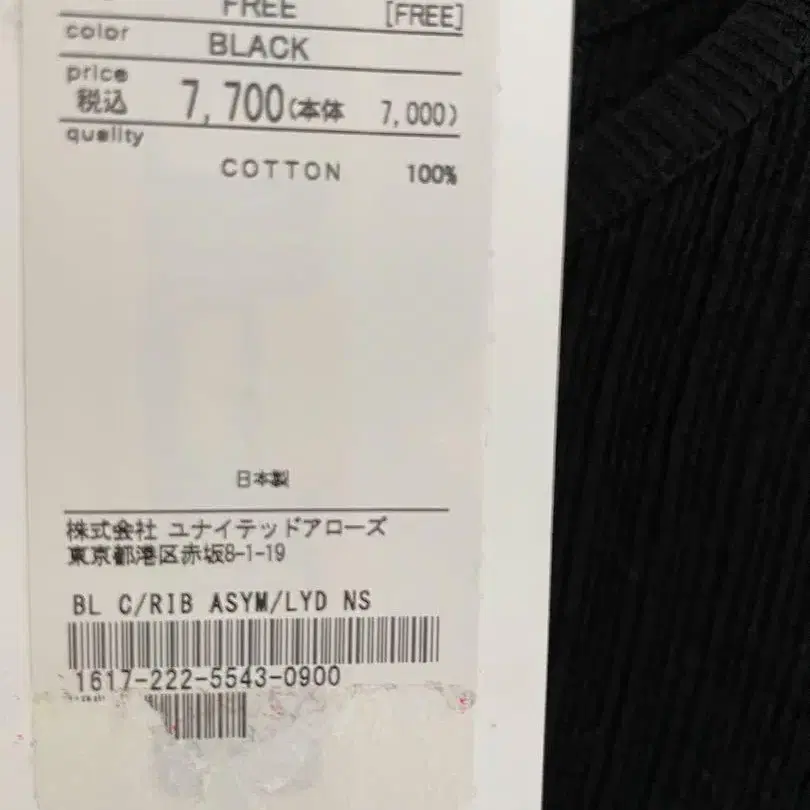 FREE [FREE]
color BLACK
price
税込 7,700(本体 7,000)
quality
COTTON 100%
日本製
株式会社 ユナイテッドアローズ
東京都港区赤坂8-1-19
BL C/RIB ASYM/LYD NS
1617-222-5543-0900